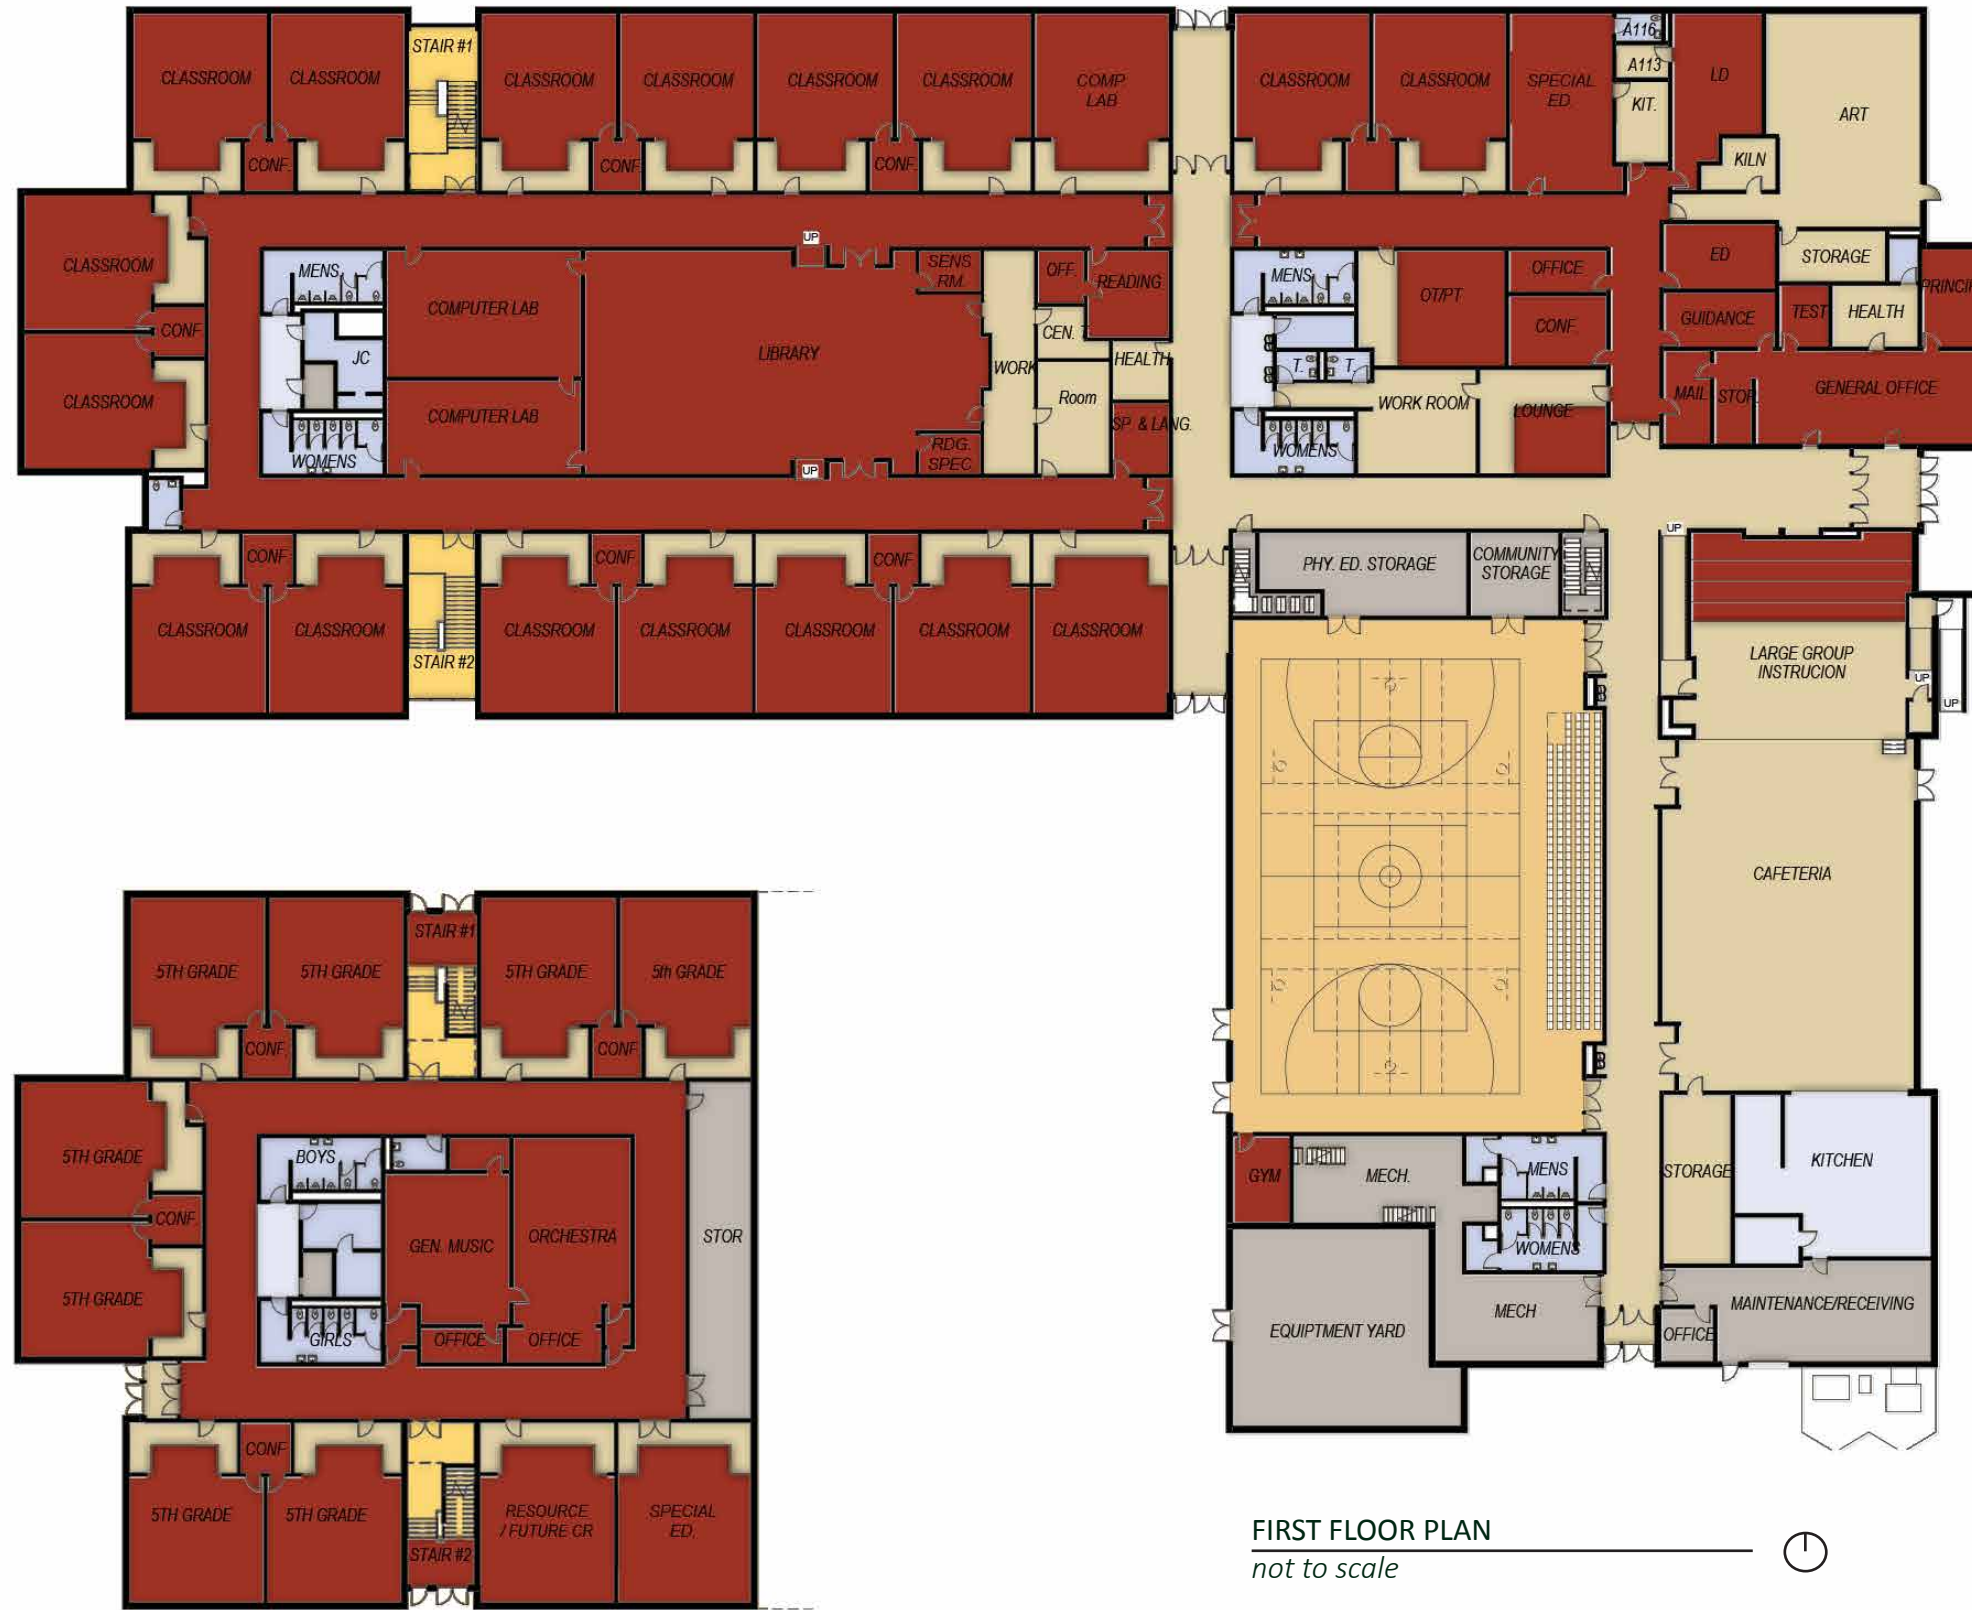 CLASSROOM
CLASSROOM
STAIR #1
CLASSROOM
CLASSROOM
CLASSROOM
CLASSROOM
COMP
LAB
CLASSROOM
CLASSROOM
SPECIAL
ED.
A116
A113
KIT.
LD
ART
KILN
CONF.
CONF.
CONF.
CLASSROOM
CONF.
CLASSROOM
MENS
JC
WOMENS
COMPUTER LAB
COMPUTER LAB
UP
LIBRARY
UP
SENS
RM.
RDG.
SPEC
WORK
OFF.
READING
CEN. T.
HEALTH
Room
SP. & LANG.
MENS
T.
T.
WOMENS
OT/PT
OFFICE
CONF.
WORK ROOM
LOUNGE
ED
STORAGE
GUIDANCE
TEST
HEALTH
PRINCIP
MAIL
STOR.
GENERAL OFFICE
CONF.
CONF.
CONF
CLASSROOM
CLASSROOM
STAIR #2
CLASSROOM
CLASSROOM
CLASSROOM
CLASSROOM
CLASSROOM
PHY. ED. STORAGE
COMMUNITY
STORAGE
UP
LARGE GROUP
INSTRUCION
UP
UP
CAFETERIA
GYM
MECH.
MENS
WOMENS
MECH
EQUIPTMENT YARD
STORAGE
KITCHEN
MAINTENANCE/RECEIVING
OFFICE
5TH GRADE
5TH GRADE
STAIR #1
5TH GRADE
5th GRADE
CONF.
CONF
5TH GRADE
CONF.
5TH GRADE
BOYS
GIRLS
GEN. MUSIC
ORCHESTRA
OFFICE
OFFICE
STOR
CONF
5TH GRADE
5TH GRADE
STAIR #2
RESOURCE
/ FUTURE CR
SPECIAL
ED.
FIRST FLOOR PLAN
not to scale